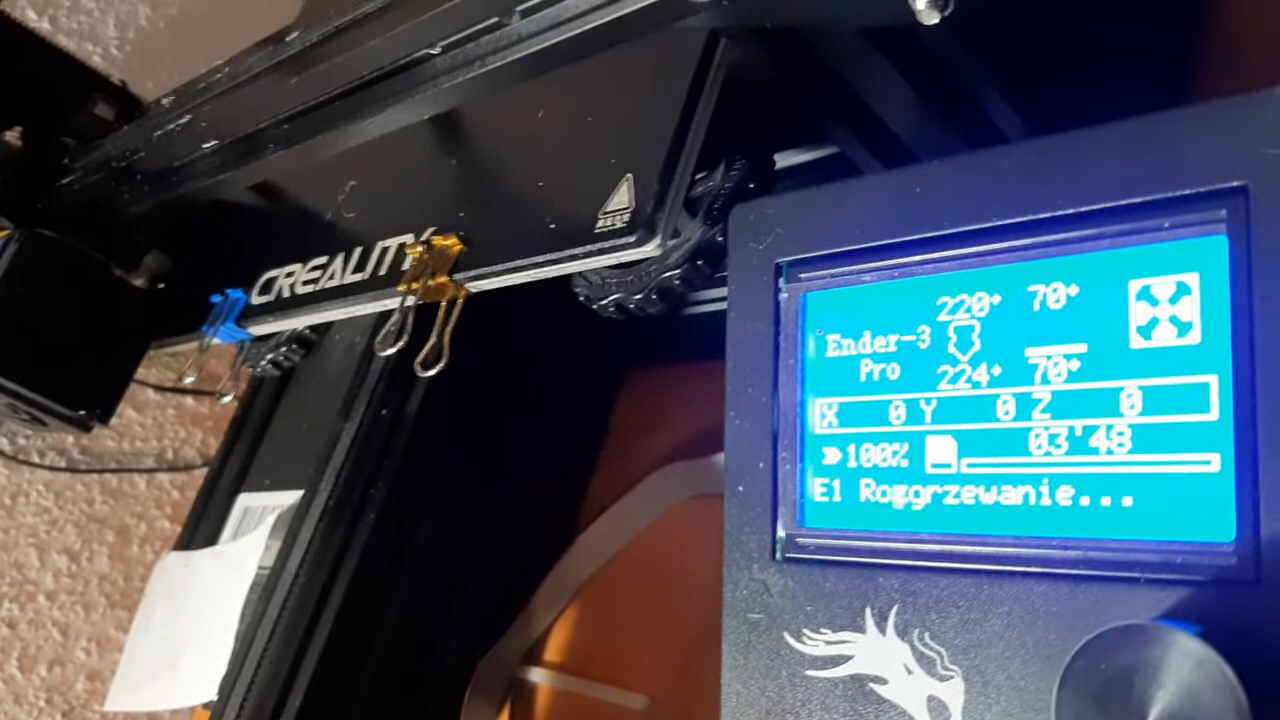 CREALITY
220° 70°
Ender-3
Pro
224° 70°
X 0 Y 0 Z 0
03'48
»100%
E1 Rozgrzewanie...